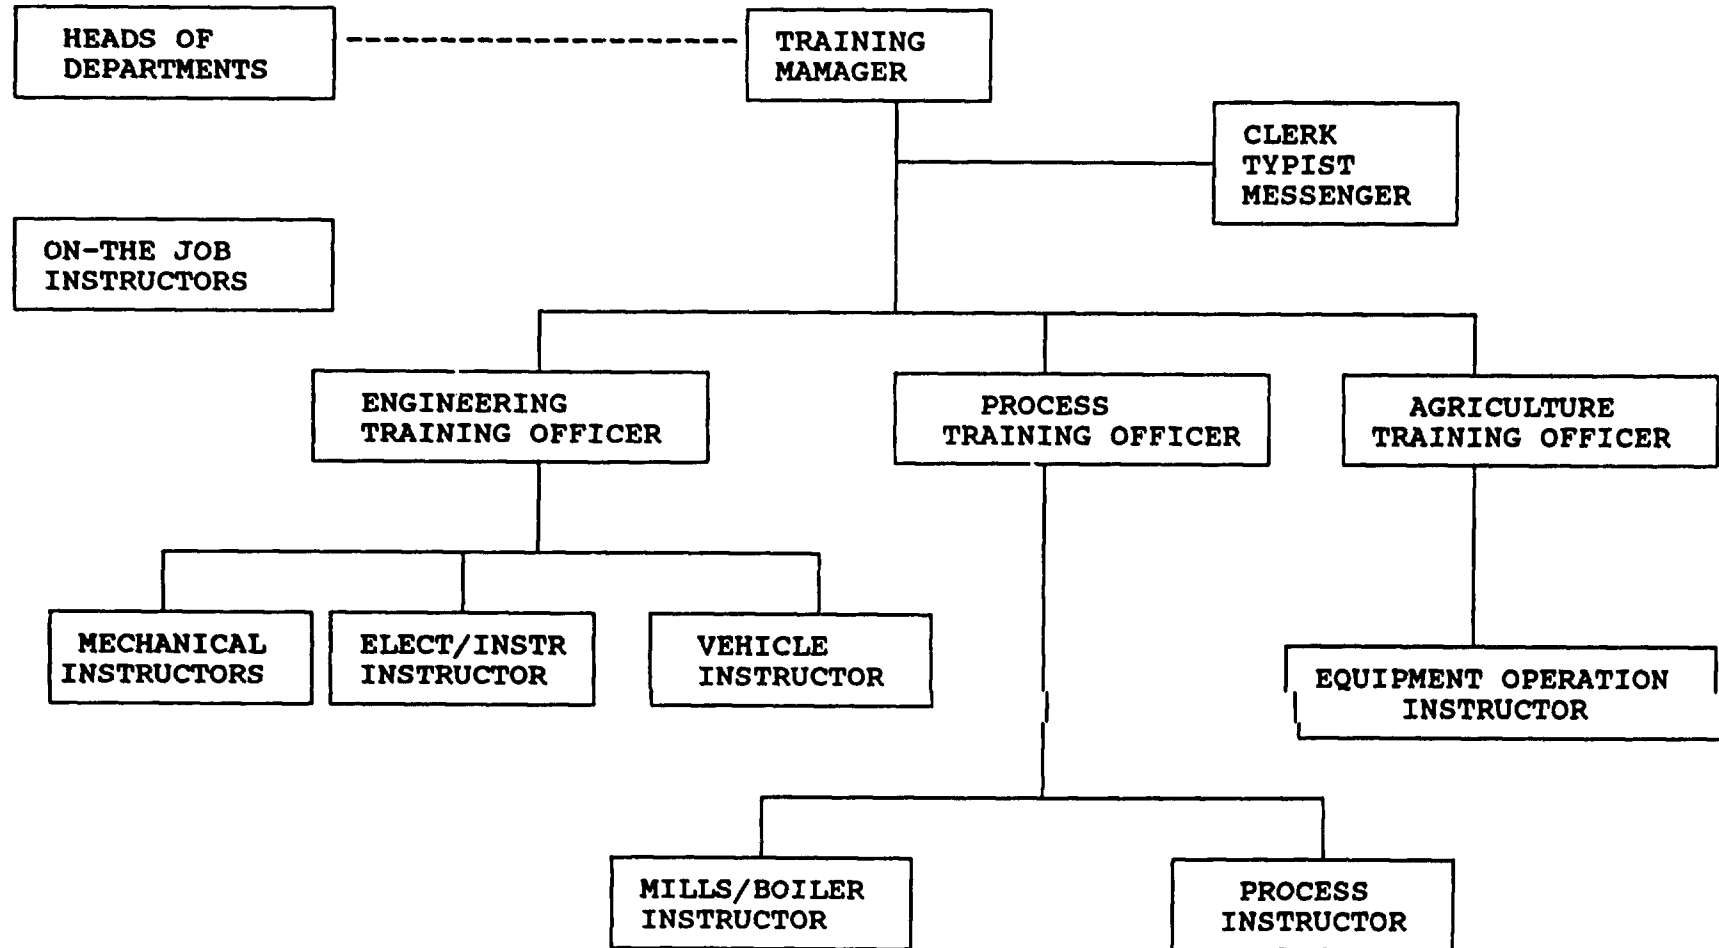 HEADS OF
DEPARTMENTS
TRAINING
MAMAGER
CLERK
TYPIST
MESSENGER
ON-THE JOB
INSTRUCTORS
ENGINEERING
TRAINING OFFICER
PROCESS
TRAINING OFFICER
AGRICULTURE
TRAINING OFFICER
MECHANICAL
INSTRUCTORS
ELECT/INSTR
INSTRUCTOR
VEHICLE
INSTRUCTOR
EQUIPMENT OPERATION
INSTRUCTOR
MILLS/BOILER
INSTRUCTOR
PROCESS
INSTRUCTOR